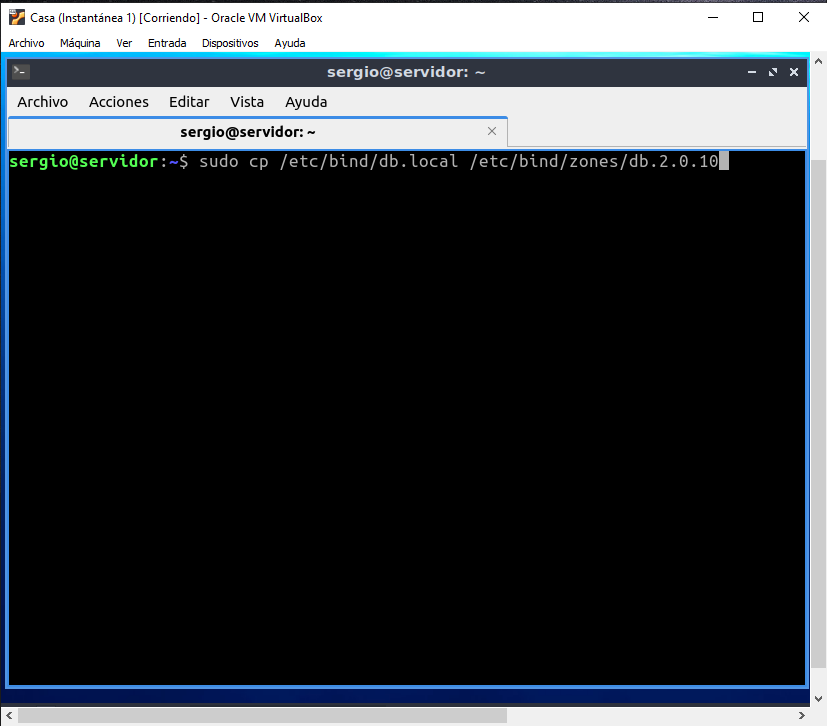 Casa (Instantánea 1) [Corriendo] - Oracle VM VirtualBox
Archivo Máquina Ver Entrada Dispositivos Ayuda
sergio@servidor: ~
Archivo Acciones Editar Vista Ayuda
sergio@servidor: ~
sergio@servidor:~$ sudo cp /etc/bind/db.local /etc/bind/zones/db.2.0.10